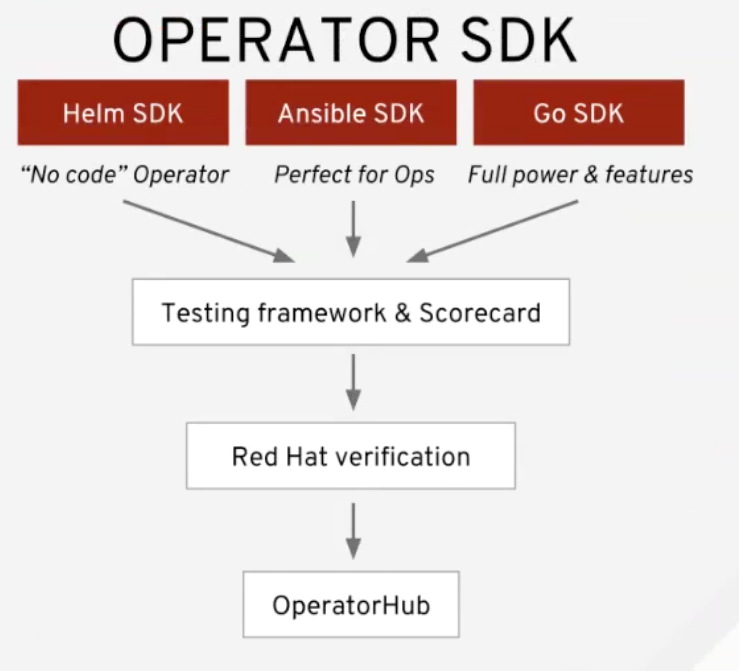 OPERATOR SDK
Helm SDK
Ansible SDK
Go SDK
“No code” Operator
Perfect for Ops
Full power & features
Testing framework & Scorecard
Red Hat verification
OperatorHub